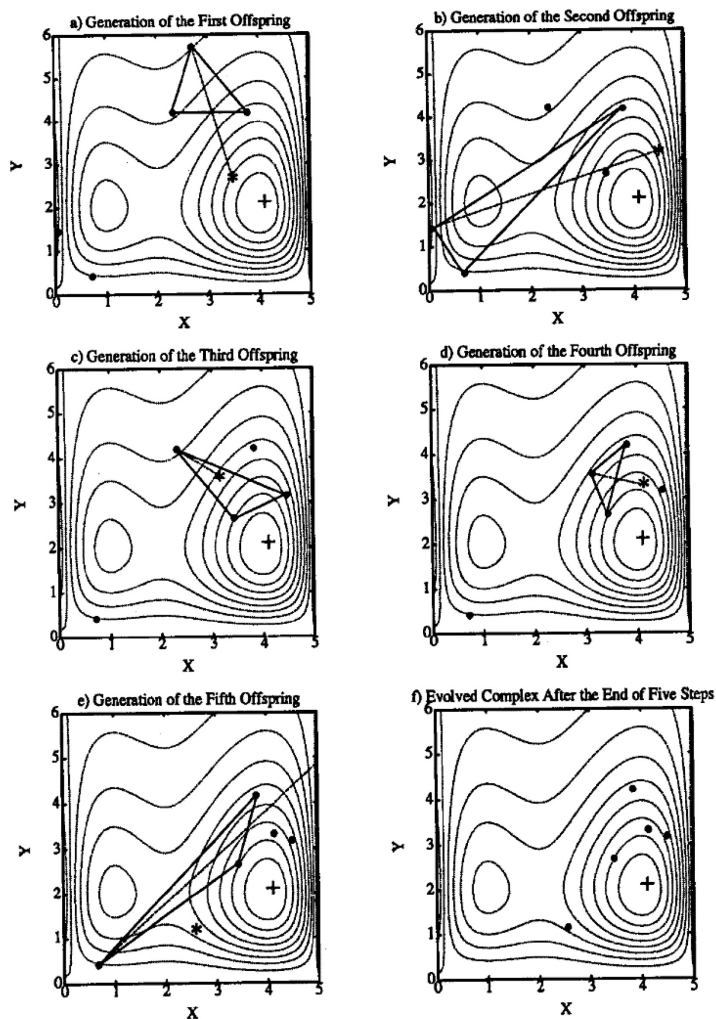 a) Generation of the First Offspring
6
5
4
3
2
1
0
Y
0 1 2 3 4 5
X
b) Generation of the Second Offspring
6
5
4
3
2
1
0
Y
0 1 2 3 4 5
X
c) Generation of the Third Offspring
6
5
4
3
2
1
0
Y
0 1 2 3 4 5
X
d) Generation of the Fourth Offspring
6
5
4
3
2
1
0
Y
0 1 2 3 4 5
X
e) Generation of the Fifth Offspring
6
5
4
3
2
1
0
Y
0 1 2 3 4 5
X
f) Evolved Complex After the End of Five Steps
6
5
4
3
2
1
0
Y
0 1 2 3 4 5
X